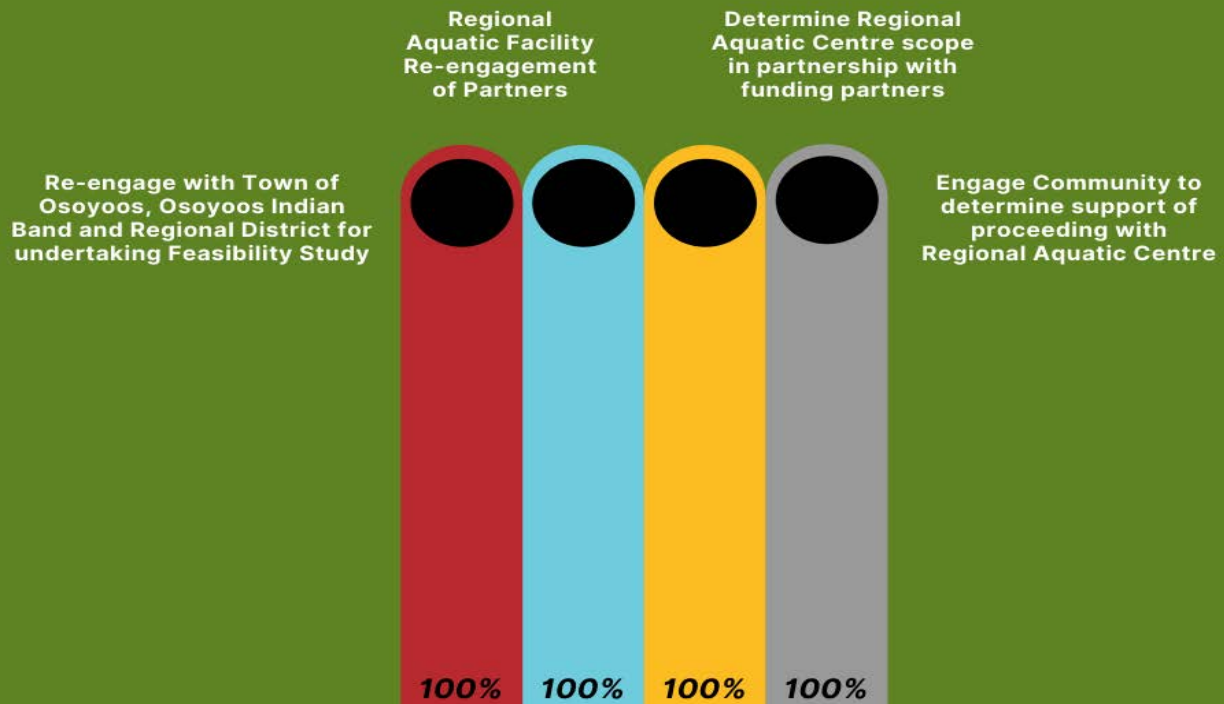 Regional
Aquatic Facility
Re-engagement
of Partners
Determine Regional
Aquatic Centre scope
in partnership with
funding partners
Re-engage with Town of
Osoyoos, Osoyoos Indian
Band and Regional District for
undertaking Feasibility Study
Engage Community to
determine support of
proceeding with
Regional Aquatic Centre
100%
100%
100%
100%